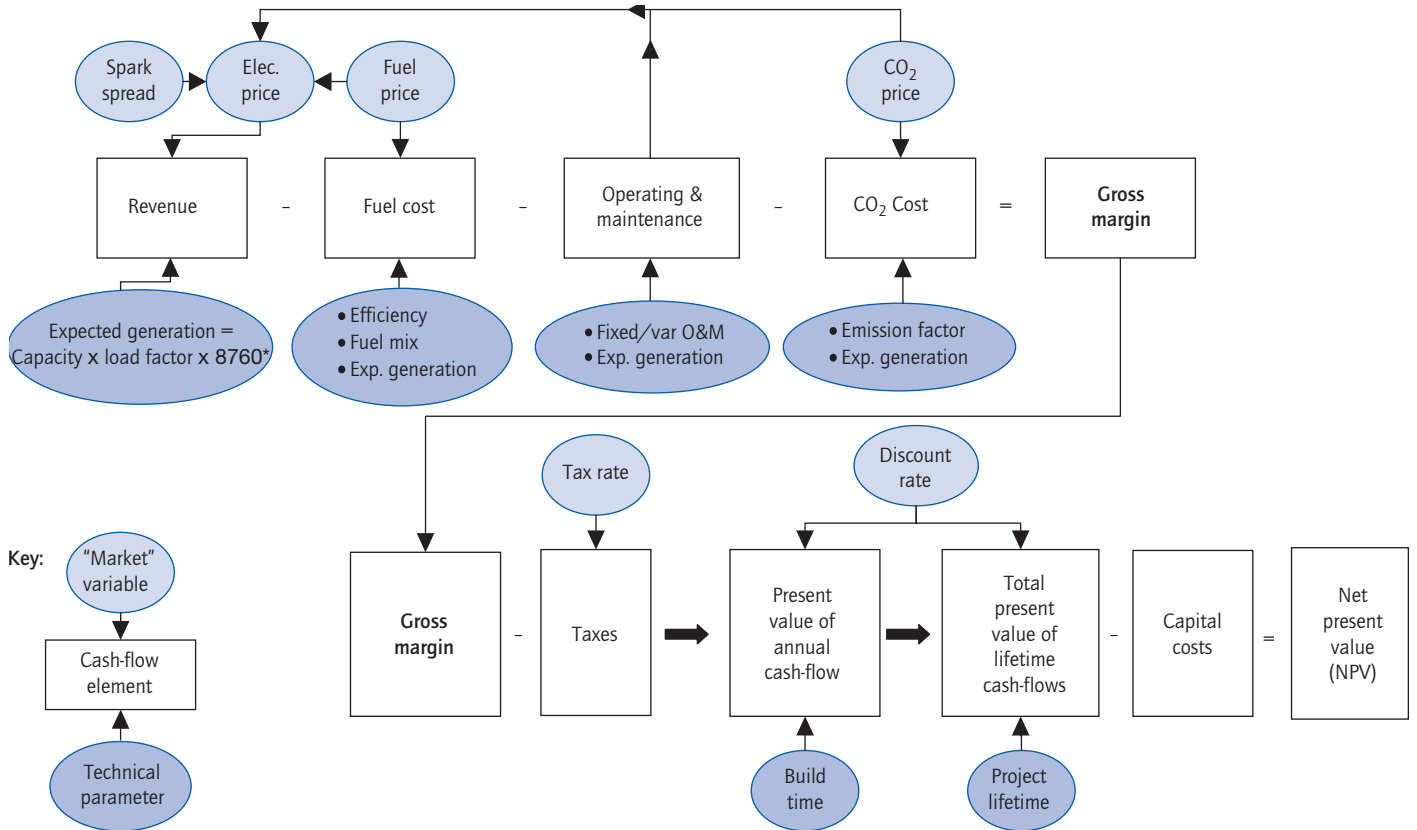 Spark
spread
Elec.
price
Fuel
price
CO₂
price
Revenue
-
Fuel cost
-
Operating &
maintenance
-
CO₂ Cost
=
Gross
margin
Expected generation =
Capacity x load factor x 8760*
• Efficiency
• Fuel mix
• Exp. generation
• Fixed/var O&M
• Exp. generation
• Emission factor
• Exp. generation
Tax rate
Discount
rate
Key:
"Market"
variable
Cash-flow
element
Technical
parameter
Gross
margin
-
Taxes
Present
value of
annual
cash-flow
Total
present
value of
lifetime
cash-flows
-
Capital
costs
=
Net
present
value
(NPV)
Build
time
Project
lifetime